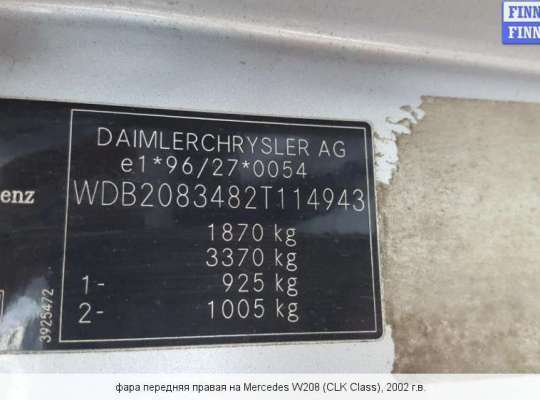 FINN
FINN
DAIMLERCHRYSLER AG
e1*96/27*0054
WDB2083482T114943
enz
1870 kg
3370 kg
1- 925 kg
2- 1005 kg
3925472
фара передняя правая на Mercedes W208 (CLK Class), 2002 г.в.